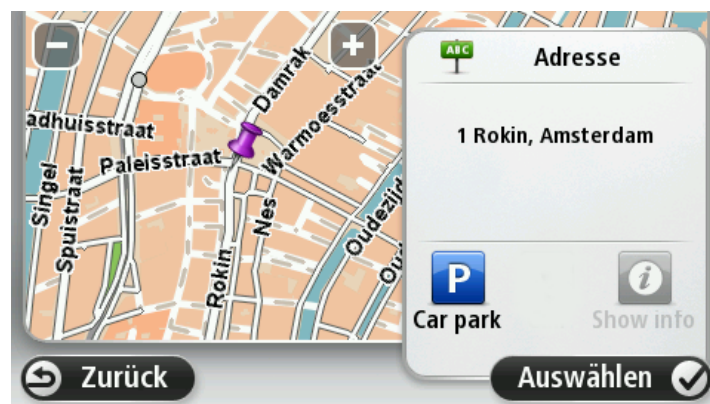 ABC
Adresse
1 Rokin, Amsterdam
P
Car park
i
Show info
Damrak
Warmoesstraat
adhuisstraat
Paleisstraat
Singel
Spuistraat
Rokin
Nes
Oudezijd
Ou
Zurück
Auswählen